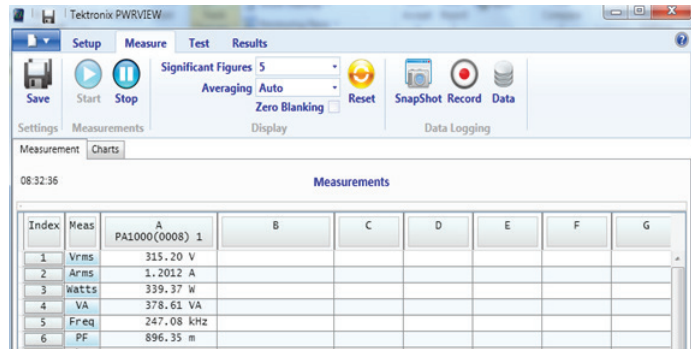 Tektronix PWRVIEW
Setup Measure Test Results
Significant Figures 5
Averaging Auto
Zero Blanking
Save Start Stop Reset SnapShot Record Data
Settings Measurements Display Data Logging
Measurement Charts
08:32:36 Measurements
Index Meas A B C D E F G
PA1000(0008) 1
1 Vrms 315.20 V
2 Arms 1.2012 A
3 Watts 339.37 W
4 VA 378.61 VA
5 Freq 247.08 kHz
6 PF 896.35 m